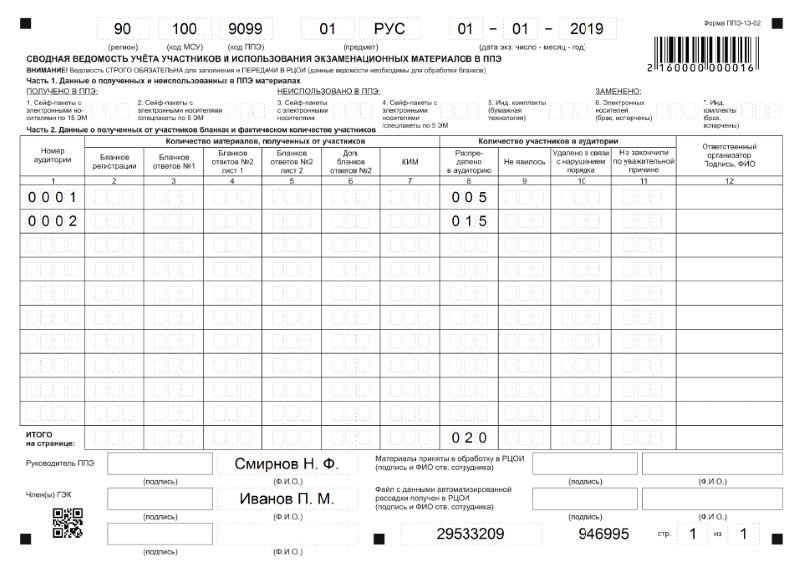 90 100 9099 01 РУС 01 – 01 – 2019 Форма ППЭ-13-02
(регион) (код МСУ) (код ППЭ) (предмет) (дата экз: число - месяц - год)
2 160000 000016
СВОДНАЯ ВЕДОМОСТЬ УЧЁТА УЧАСТНИКОВ И ИСПОЛЬЗОВАНИЯ ЭКЗАМЕНАЦИОННЫХ МАТЕРИАЛОВ В ППЭ
ВНИМАНИЕ! Ведомость СТРОГО ОБЯЗАТЕЛЬНА для заполнения и ПЕРЕДАЧИ В РЦОИ (данные ведомости необходимы для обработки бланков)
Часть 1. Данные о полученных и неиспользованных в ППЭ материалах
ПОЛУЧЕНО В ППЭ: НЕИСПОЛЬЗОВАНО В ППЭ: ЗАМЕНЕНО:
1. Сейф-пакеты с электронными носителями по 15 ЭМ
2. Сейф-пакеты с электронными носителями /спецпакеты по 5 ЭМ
3. Сейф-пакеты с электронными носителями
4. Сейф-пакеты с электронными носителями /спецпакеты по 5 ЭМ
5. Инд. комплекты (бумажная технология)
6. Электронных носителей (брак, испорчены)
7. Инд. комплекты (брак, испорчены)
Часть 2. Данные о полученных от участников бланках и фактическом количестве участников
Номер аудитории
Количество материалов, полученных от участников
Количество участников в аудитории
Ответственный организатор Подпись, ФИО
Бланков регистрации
Бланков ответов №1
Бланков ответов №2 лист 1
Бланков ответов №2 лист 2
Доп. бланков ответов №2
КИМ
Распределено в аудиторию
Не явилось
Удалено в связи с нарушением порядка
Не закончили по уважительной причине
1 2 3 4 5 6 7 8 9 10 11 12
0001 005
0002 015
ИТОГО на странице: 020
Руководитель ППЭ Смирнов Н. Ф. Материалы приняты в обработку в РЦОИ
(подпись и ФИО отв. сотрудника)
(подпись) (Ф.И.О.) (подпись) (Ф.И.О.)
Член(ы) ГЭК Иванов П. М. Файл с данными автоматизированной
рассадки получен в РЦОИ
(подпись и ФИО отв. сотрудника)
(подпись) (Ф.И.О.) (подпись) (Ф.И.О.)
29533209 946995 стр. 1 из 1
(подпись) (Ф.И.О.)